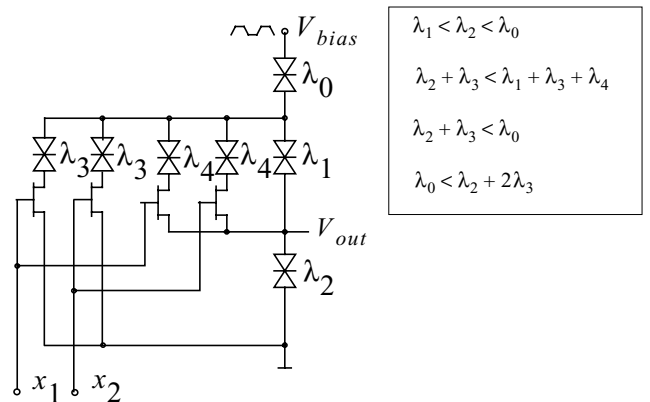 V_bias
λ_0
λ_3 λ_3 λ_4 λ_4 λ_1
V_out
λ_2
x_1 x_2
λ_1 < λ_2 < λ_0
λ_2 + λ_3 < λ_1 + λ_3 + λ_4
λ_2 + λ_3 < λ_0
λ_0 < λ_2 + 2λ_3